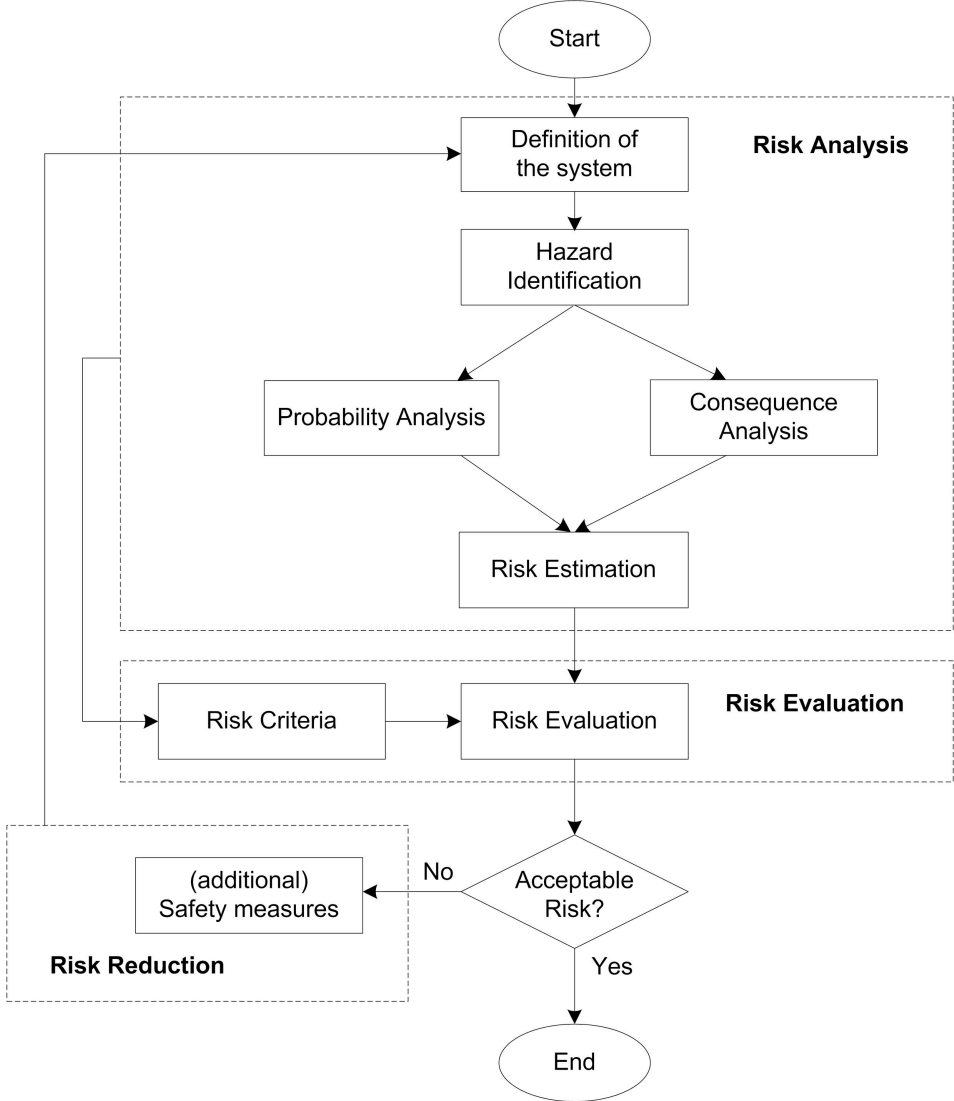 Start
Definition of
the system
Risk Analysis
Hazard
Identification
Probability Analysis
Consequence
Analysis
Risk Estimation
Risk Criteria
Risk Evaluation
Risk Evaluation
(additional)
Safety measures
No
Acceptable
Risk?
Risk Reduction
Yes
End